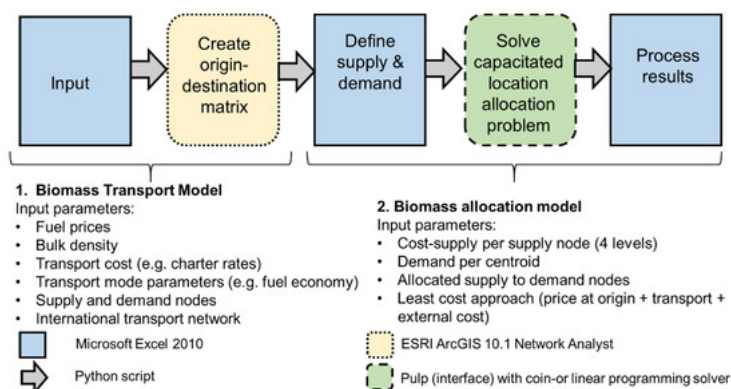 Input
Create
origin-
destination
matrix
Define
supply &
demand
Solve
capacitated
location
allocation
problem
Process
results
1. Biomass Transport Model
Input parameters:
• Fuel prices
• Bulk density
• Transport cost (e.g. charter rates)
• Transport mode parameters (e.g. fuel economy)
• Supply and demand nodes
• International transport network
2. Biomass allocation model
Input parameters:
• Cost-supply per supply node (4 levels)
• Demand per centroid
• Allocated supply to demand nodes
• Least cost approach (price at origin + transport +
external cost)
Microsoft Excel 2010
ESRI ArcGIS 10.1 Network Analyst
Python script
Pulp (interface) with coin-or linear programming solver